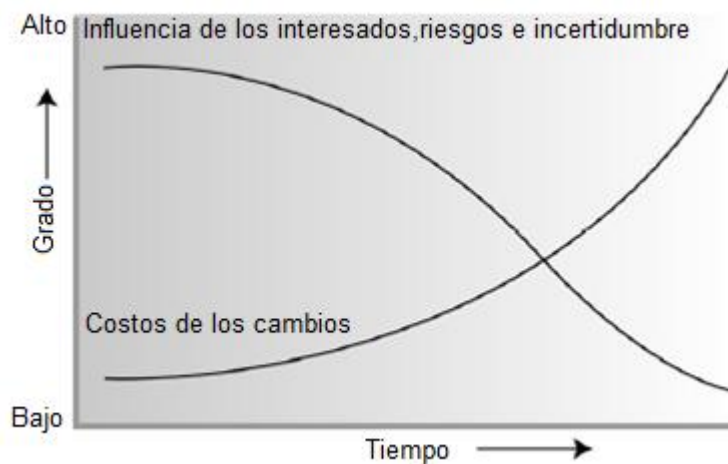 Alto
Influencia de los interesados,riesgos e incertidumbre
Grado
Costos de los cambios
Bajo
Tiempo